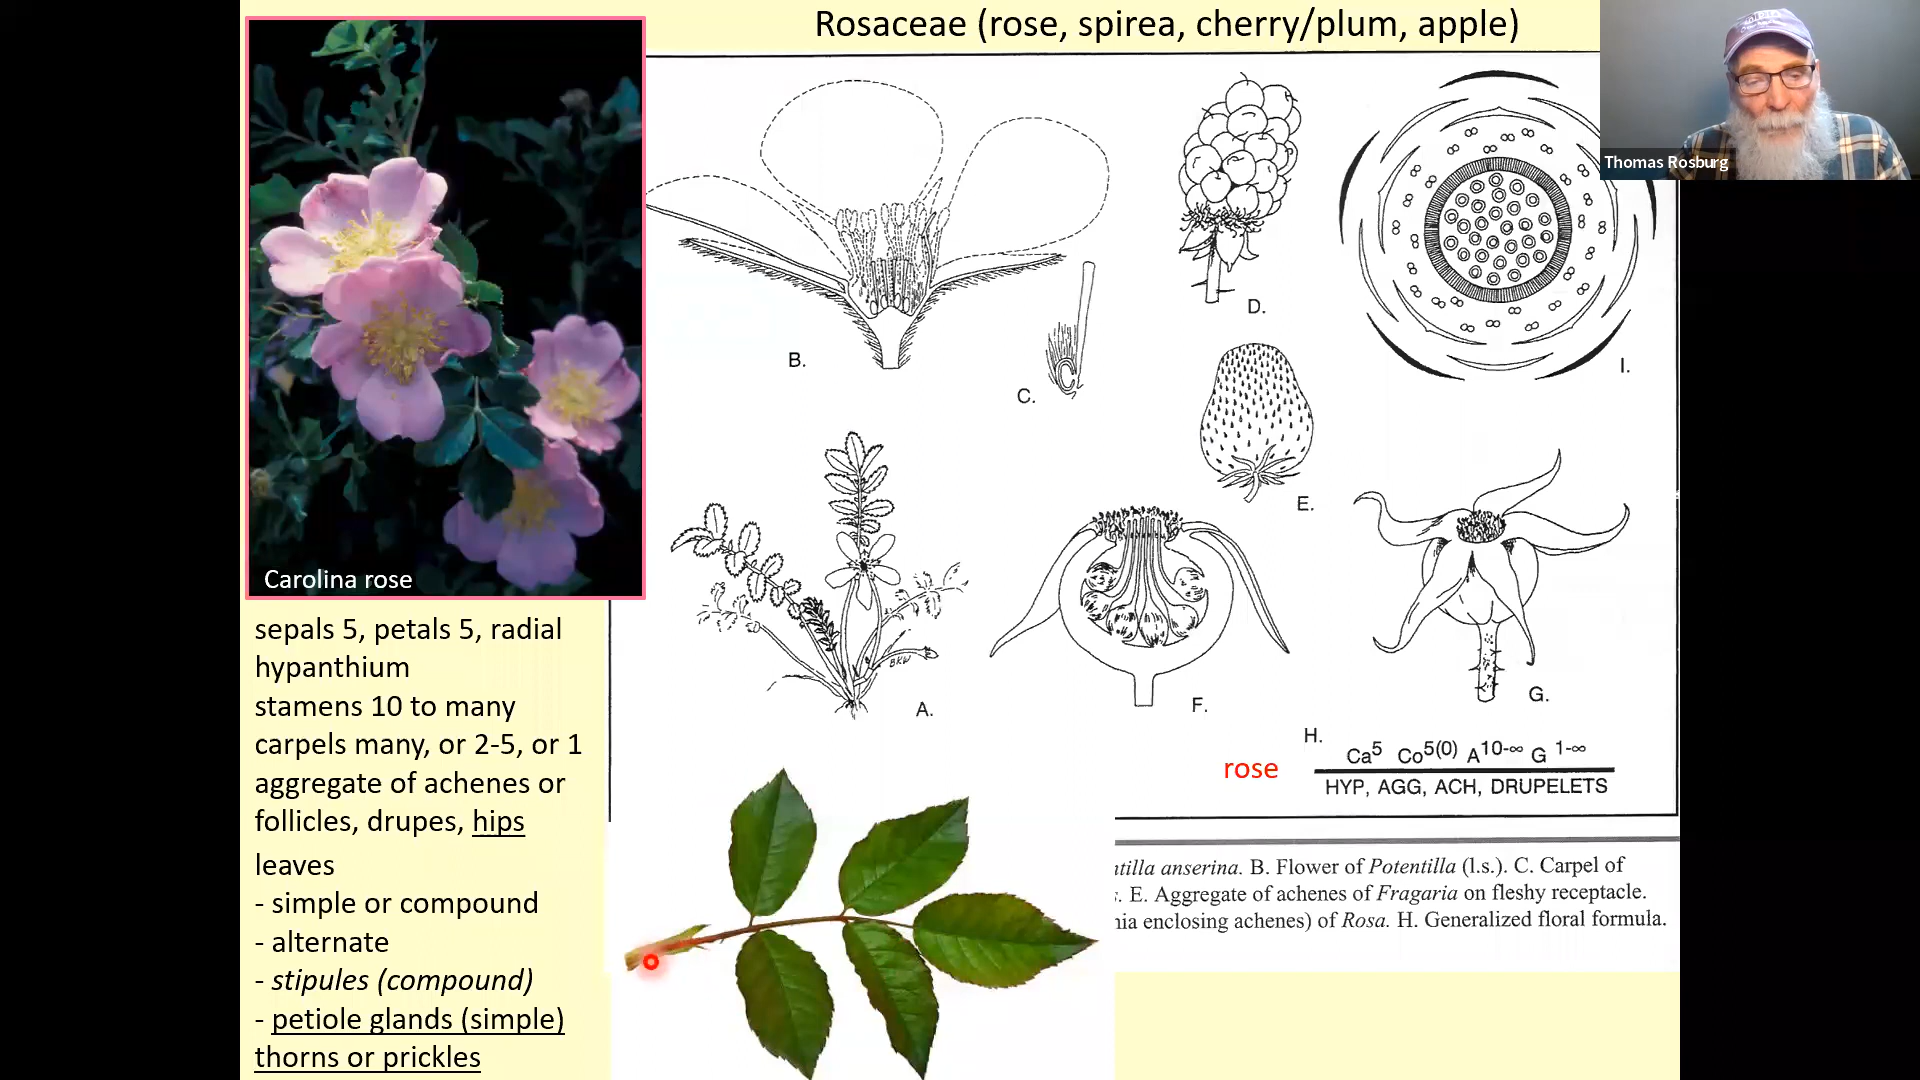 Rosaceae (rose, spirea, cherry/plum, apple)
Thomas Rosburg
B.
C.
D.
I.
E.
A.
BKW
F.
G.
H.
Ca5 Co5(0) A10-∞ G 1-∞
HYP, AGG, ACH, DRUPELETS
rose
Carolina rose
sepals 5, petals 5, radial
hypanthium
stamens 10 to many
carpels many, or 2-5, or 1
aggregate of achenes or
follicles, drupes, hips
leaves
- simple or compound
- alternate
- stipules (compound)
- petiole glands (simple)
thorns or prickles
anserina. B. Flower of Potentilla (l.s.). C. Carpel of
E. Aggregate of achenes of Fragaria on fleshy receptacle.
enclosing achenes) of Rosa. H. Generalized floral formula.